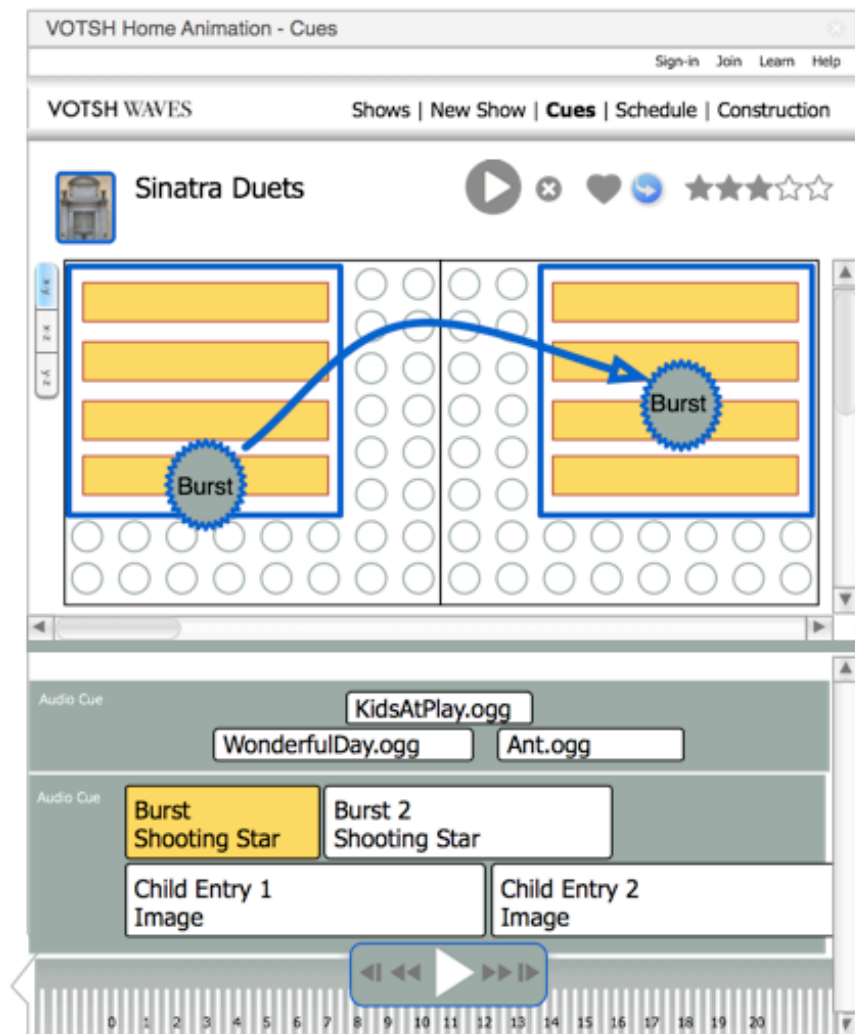 VOTSH Home Animation - Cues
Sign-in Join Learn Help
VOTSH WAVES
Shows | New Show | Cues | Schedule | Construction
Sinatra Duets
x-y
x-z
y-z
Burst
Burst
Audio Cue
KidsAtPlay.ogg
WonderfulDay.ogg
Ant.ogg
Audio Cue
Burst
Shooting Star
Burst 2
Shooting Star
Child Entry 1
Image
Child Entry 2
Image
0 1 2 3 4 5 6 7 8 9 10 11 12 13 14 15 16 17 18 19 20